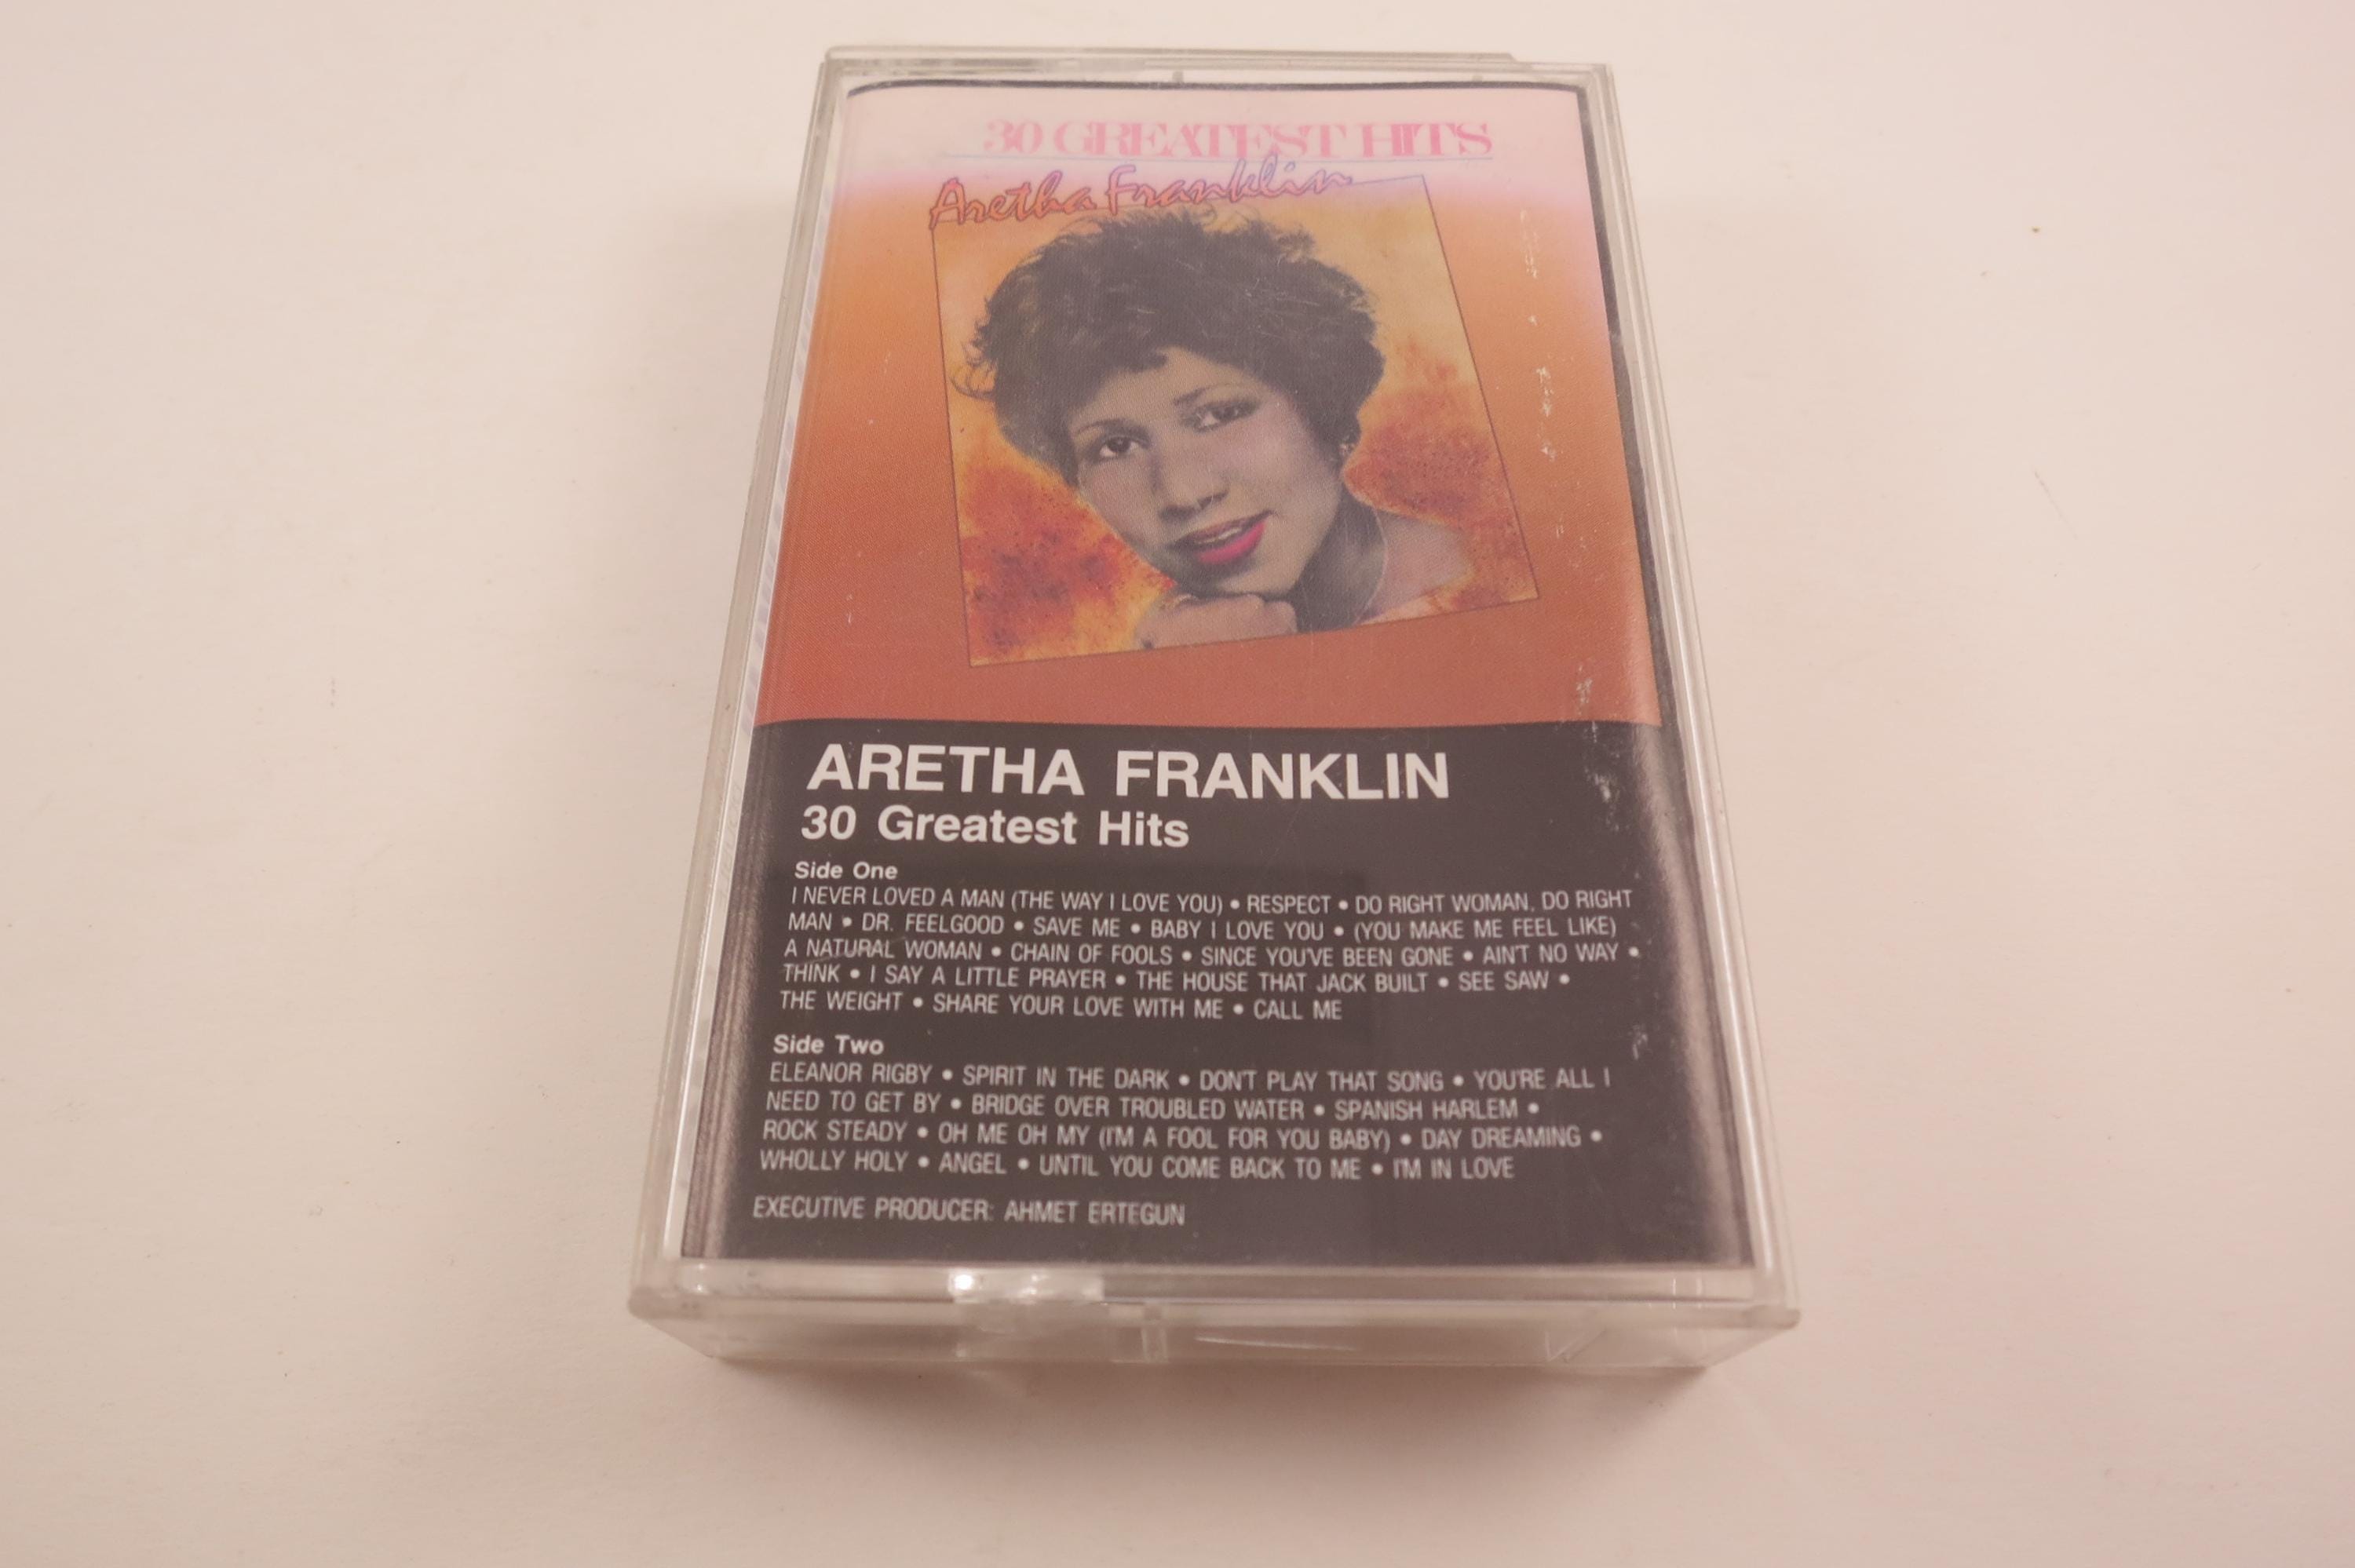 30 GREATEST HITS
Aretha Franklin
ARETHA FRANKLIN
30 Greatest Hits
Side One
I NEVER LOVED A MAN (THE WAY I LOVE YOU) • RESPECT • DO RIGHT WOMAN, DO RIGHT
MAN • DR. FEELGOOD • SAVE ME • BABY I LOVE YOU • (YOU MAKE ME FEEL LIKE)
A NATURAL WOMAN • CHAIN OF FOOLS • SINCE YOU'VE BEEN GONE • AIN'T NO WAY •
THINK • I SAY A LITTLE PRAYER • THE HOUSE THAT JACK BUILT • SEE SAW •
THE WEIGHT • SHARE YOUR LOVE WITH ME • CALL ME
Side Two
ELEANOR RIGBY • SPIRIT IN THE DARK • DON'T PLAY THAT SONG • YOU'RE ALL I
NEED TO GET BY • BRIDGE OVER TROUBLED WATER • SPANISH HARLEM •
ROCK STEADY • OH ME OH MY (I'M A FOOL FOR YOU BABY) • DAY DREAMING •
WHOLLY HOLY • ANGEL • UNTIL YOU COME BACK TO ME • I'M IN LOVE
EXECUTIVE PRODUCER: AHMET ERTEGUN